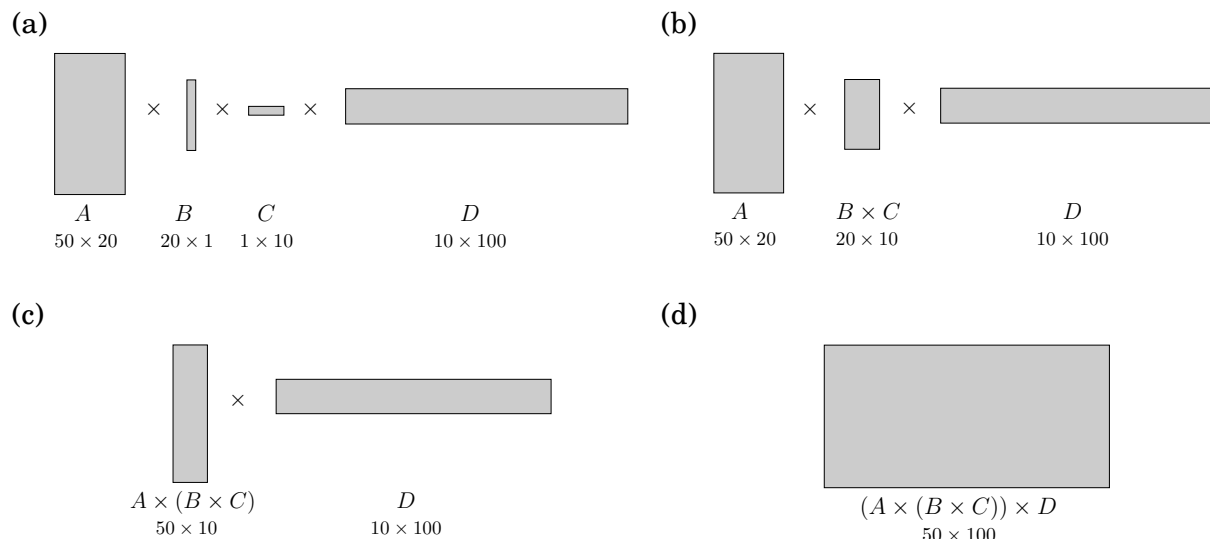 (a)
× × ×
A B C D
50 × 20 20 × 1 1 × 10 10 × 100
(b)
× ×
A B × C D
50 × 20 20 × 10 10 × 100
(c)
×
A × (B × C) D
50 × 10 10 × 100
(d)
(A × (B × C)) × D
50 × 100